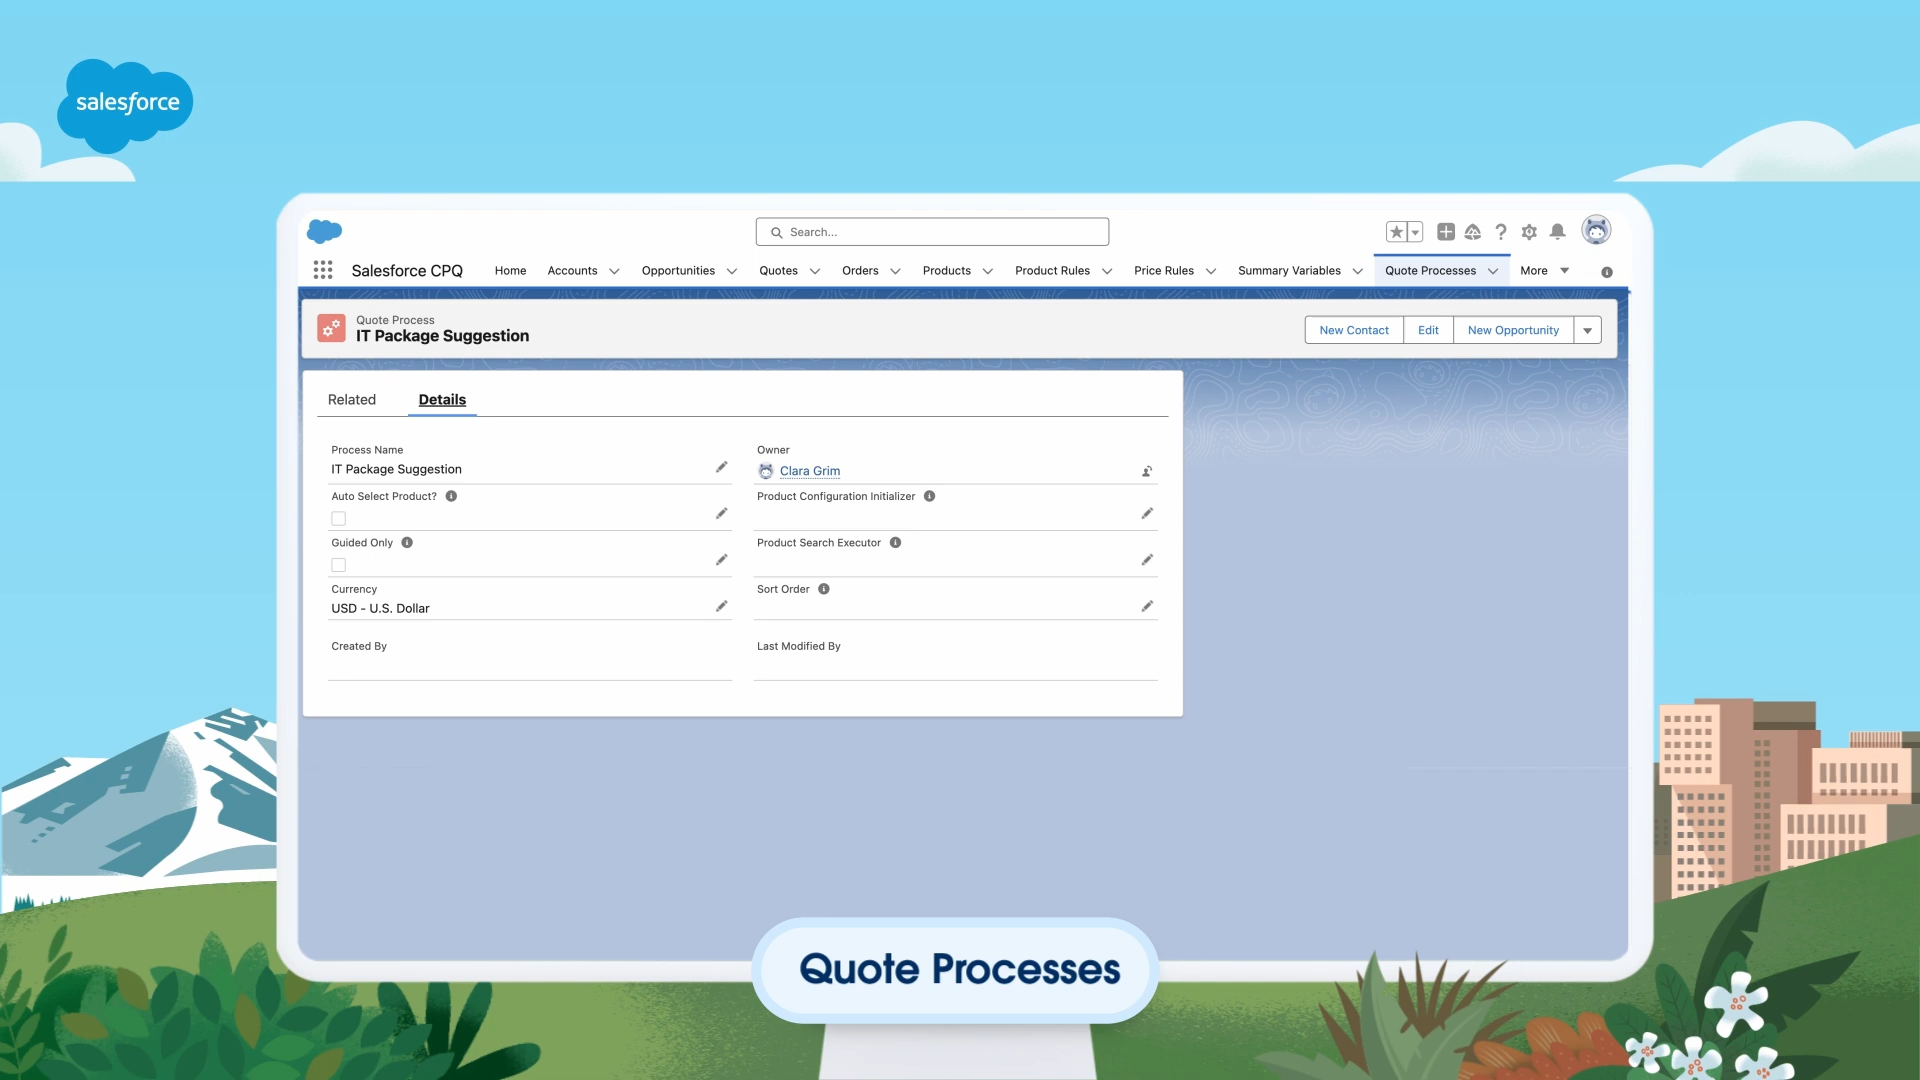 salesforce
Search...
Salesforce CPQ Home Accounts Opportunities Quotes Orders Products Product Rules Price Rules Summary Variables Quote Processes More
Quote Process
IT Package Suggestion
New Contact Edit New Opportunity
Related Details
Process Name
IT Package Suggestion
Owner
Clara Grim
Auto Select Product?
Product Configuration Initializer
Guided Only
Product Search Executor
Currency
USD - U.S. Dollar
Sort Order
Created By
Last Modified By
Quote Processes